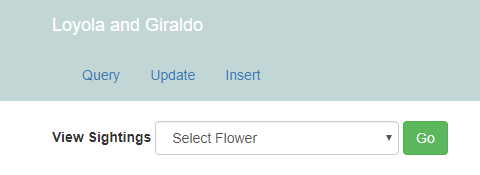 Loyola and Giraldo
Query Update Insert
View Sightings Select Flower Go